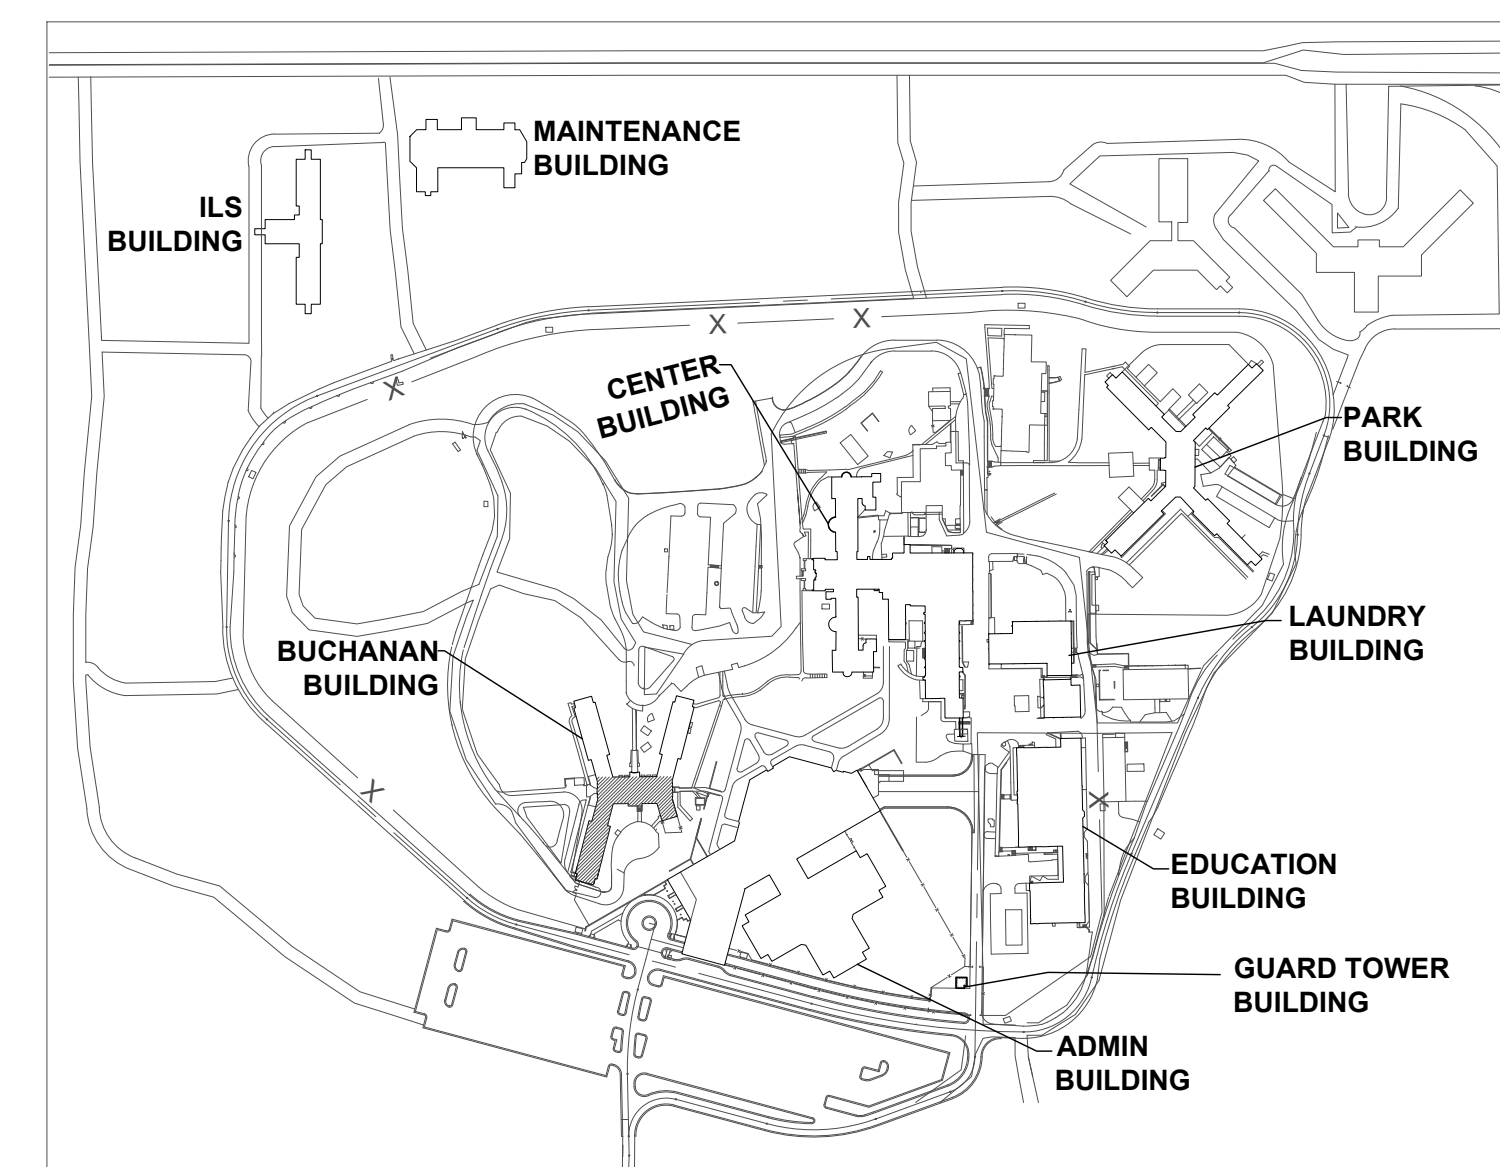 MAINTENANCE
BUILDING
ILS
BUILDING
CENTER
BUILDING
PARK
BUILDING
LAUNDRY
BUILDING
BUCHANAN
BUILDING
EDUCATION
BUILDING
GUARD TOWER
BUILDING
ADMIN
BUILDING